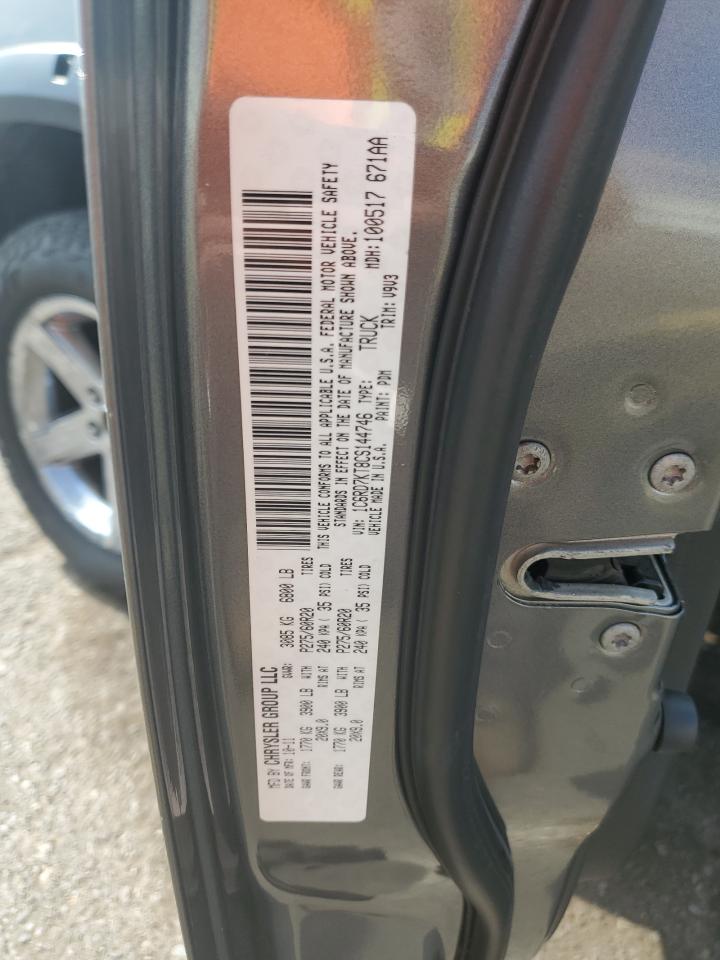 MFD BY CHRYSLER GROUP LLC
DATE OF MFR: 10-11 GVWR: 3085 KG 6800 LB
GAWR FRONT: 1770 KG 3900 LB WITH P275/60R20 TIRES
20X9.0 RIMS AT 240 KPA ( 35 PSI) COLD
GAWR REAR: 1770 KG 3900 LB WITH P275/60R20 TIRES
20X9.0 RIMS AT 240 KPA ( 35 PSI) COLD
THIS VEHICLE CONFORMS TO ALL APPLICABLE U.S.A. FEDERAL MOTOR VEHICLE SAFETY
STANDARDS IN EFFECT ON THE DATE OF MANUFACTURE SHOWN ABOVE.
VIN: 1C6RD7KT8CS144746 TYPE: TRUCK MDH:100517 671AA
VEHICLE MADE IN U.S.A. PAINT: PDM TRIM: V9V3